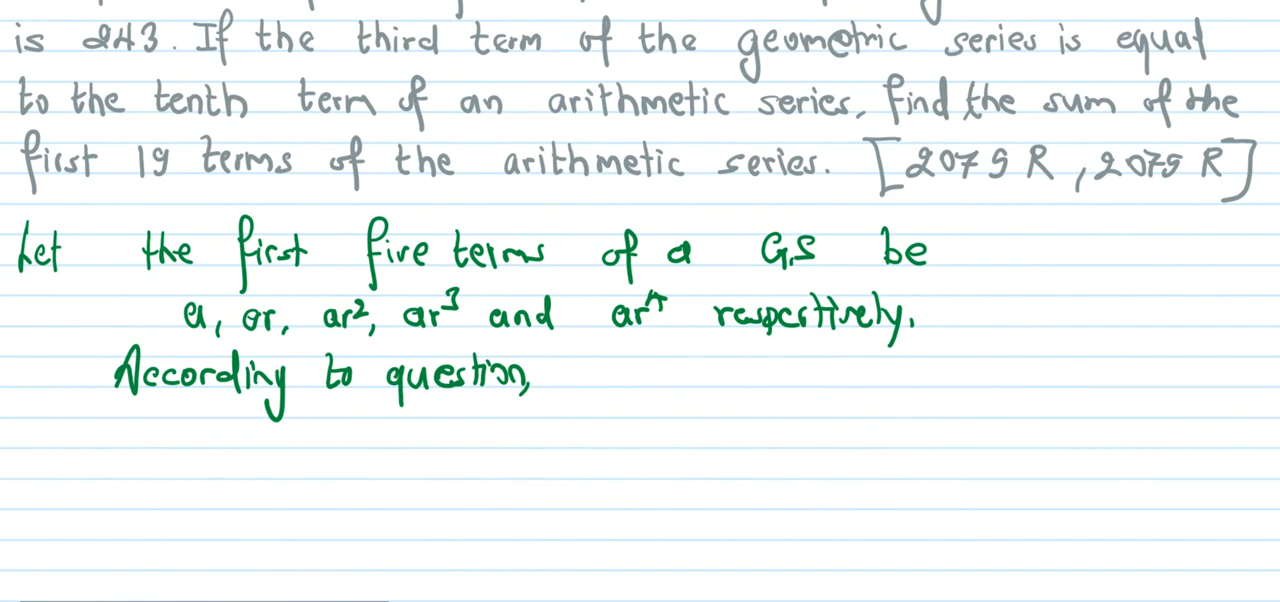 is 243. If the third term of the geometric series is equal
to the tenth term of an arithmetic series, find the sum of the
first 19 terms of the arithmetic series. [2079 R, 2075 R]
Let the first five terms of a G.S be
a, ar, ar², ar³ and ar⁴ respectively.
According to question,